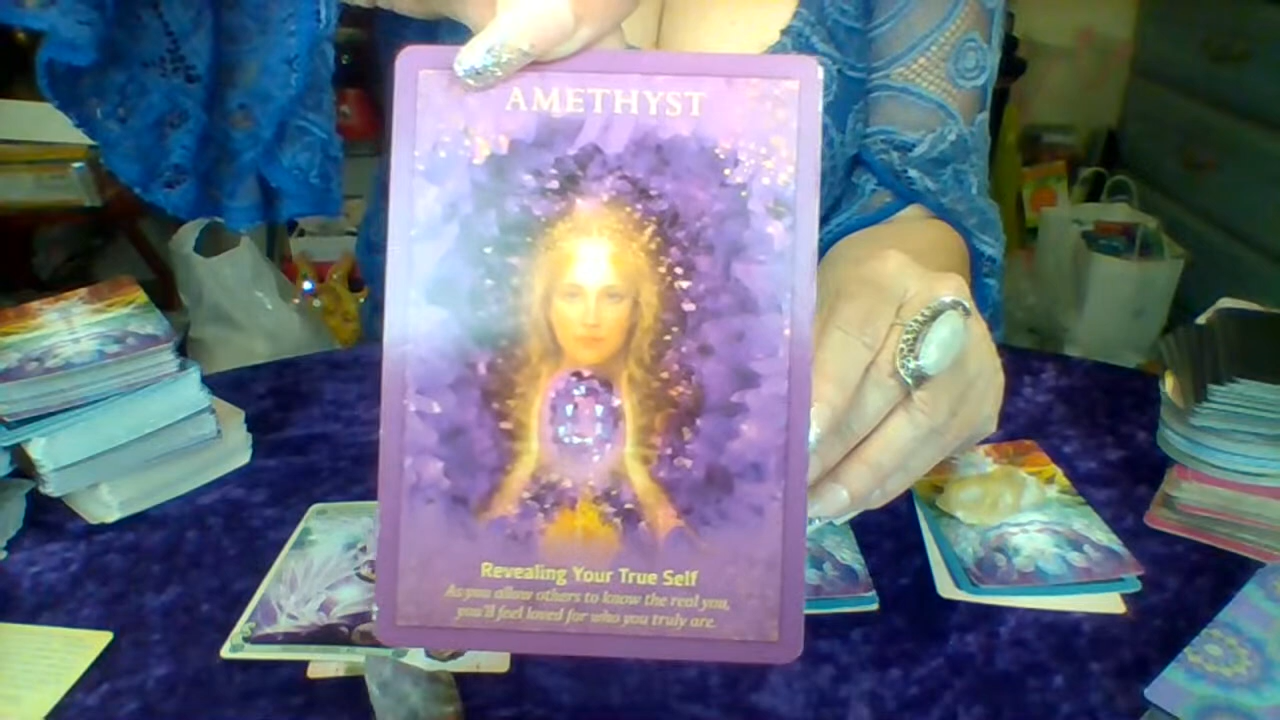 AMETHYST
Revealing Your True Self
As you allow others to know the real you,
you'll feel loved for who you truly are.